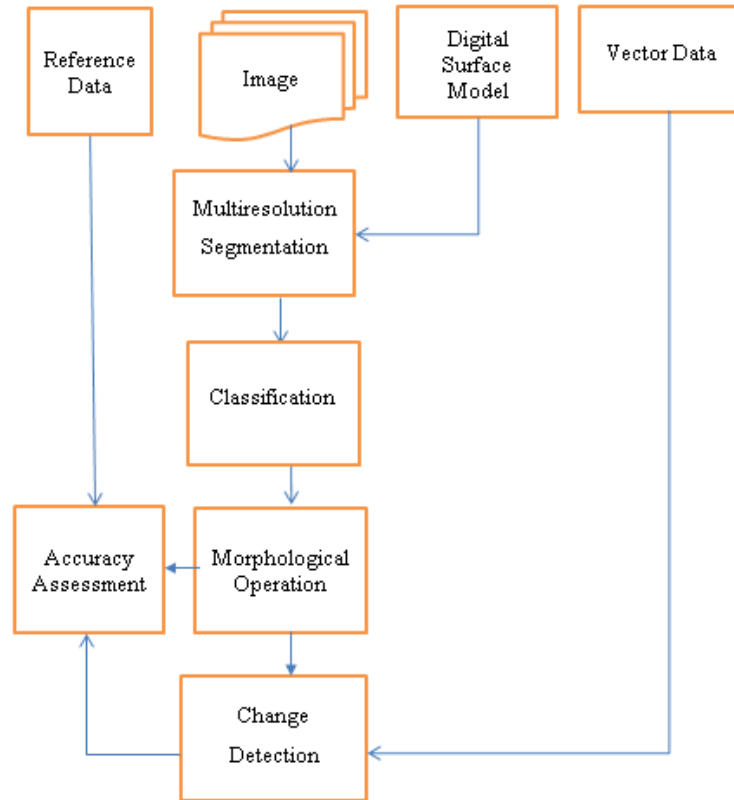 Reference
Data
Image
Digital
Surface
Model
Vector Data
Multiresolution
Segmentation
Classification
Accuracy
Assessment
Morphological
Operation
Change
Detection